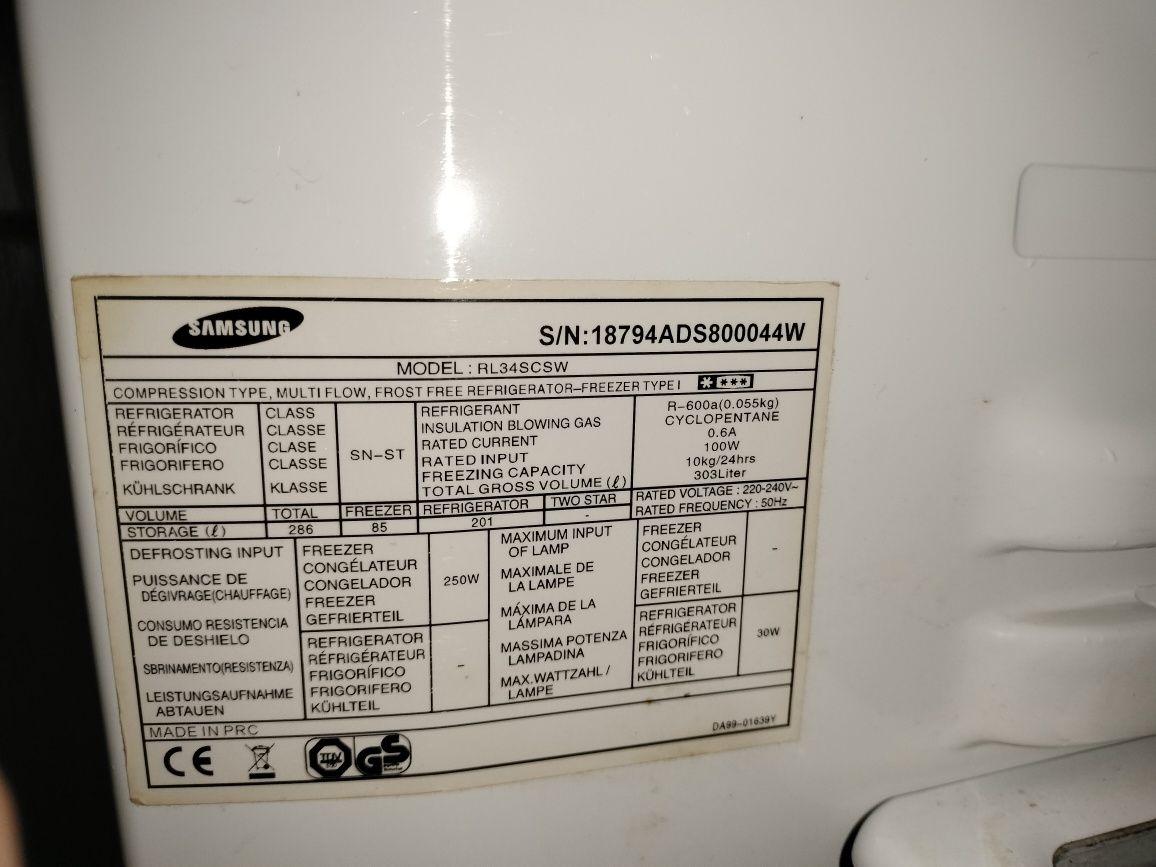 SAMSUNG
S/N:18794ADS800044W
MODEL : RL34SCSW
COMPRESSION TYPE, MULTI FLOW, FROST FREE REFRIGERATOR-FREEZER TYPE I * ***
REFRIGERATOR
RÉFRIGÉRATEUR
FRIGORÍFICO
FRIGORIFERO
KÜHLSCHRANK
CLASS
CLASSE
CLASE
CLASSE
KLASSE
SN-ST
REFRIGERANT
INSULATION BLOWING GAS
RATED CURRENT
RATED INPUT
FREEZING CAPACITY
TOTAL GROSS VOLUME (ℓ)
R-600a(0.055kg)
CYCLOPENTANE
0.6A
100W
10kg/24hrs
303Liter
VOLUME TOTAL FREEZER REFRIGERATOR TWO STAR
STORAGE (ℓ) 286 85 201 -
RATED VOLTAGE : 220-240V~
RATED FREQUENCY : 50Hz
DEFROSTING INPUT
PUISSANCE DE
DÉGIVRAGE(CHAUFFAGE)
CONSUMO RESISTENCIA
DE DESHIELO
SBRINAMENTO(RESISTENZA)
LEISTUNGSAUFNAHME
ABTAUEN
FREEZER
CONGÉLATEUR
CONGELADOR
FREEZER
GEFRIERTEIL
250W
REFRIGERATOR
RÉFRIGÉRATEUR
FRIGORÍFICO
FRIGORIFERO
KÜHLTEIL
-
MAXIMUM INPUT
OF LAMP
MAXIMALE DE
LA LAMPE
MÁXIMA DE LA
LÁMPARA
MASSIMA POTENZA
LAMPADINA
MAX.WATTZAHL /
LAMPE
FREEZER
CONGÉLATEUR
CONGELADOR
FREEZER
GEFRIERTEIL
-
REFRIGERATOR
RÉFRIGÉRATEUR
FRIGORÍFICO
FRIGORIFERO
KÜHLTEIL
30W
MADE IN PRC
DA99-01639Y
CE
TÜV
GS